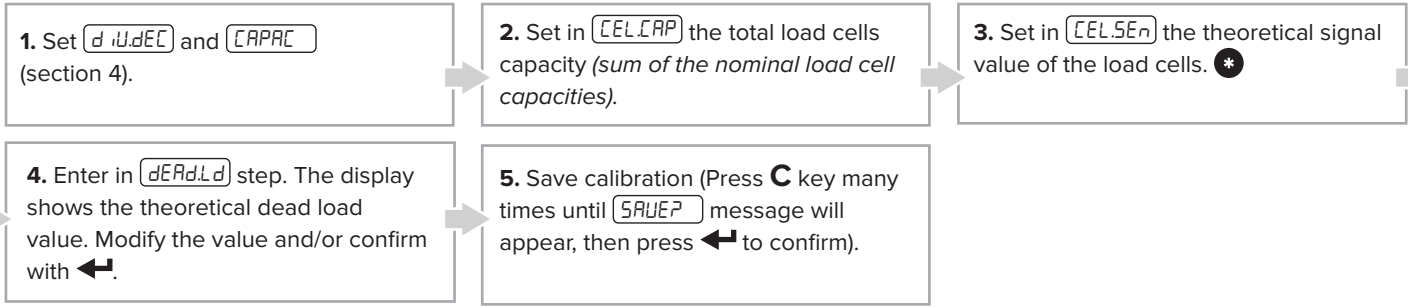 1. Set diU.dEC and CAPAC
(section 4).
2. Set in CEL.CAP the total load cells
capacity (sum of the nominal load cell
capacities).
3. Set in CEL.SEn the theoretical signal
value of the load cells. *
4. Enter in dEAd.Ld step. The display
shows the theoretical dead load
value. Modify the value and/or confirm
with ↵.
5. Save calibration (Press C key many
times until SAUE? message will
appear, then press ↵ to confirm).